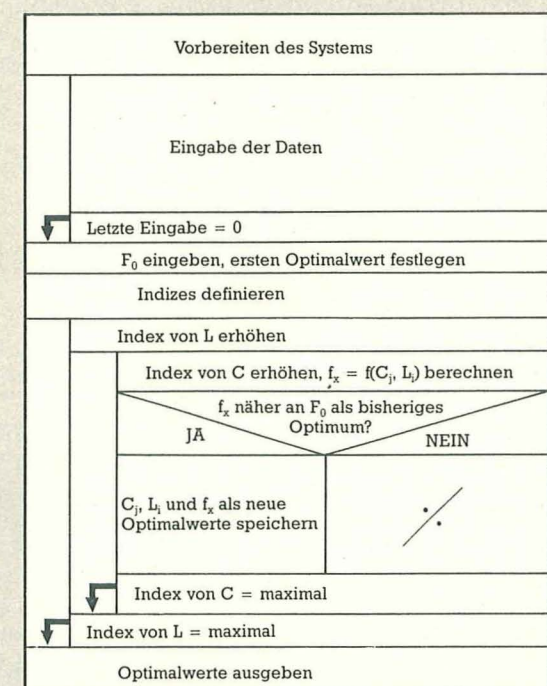 Vorbereiten des Systems
Eingabe der Daten
Letzte Eingabe = 0
F₀ eingeben, ersten Optimalwert festlegen
Indizes definieren
Index von L erhöhen
Index von C erhöhen, fₓ = f(Cⱼ, Lᵢ) berechnen
fₓ näher an F₀ als bisheriges
Optimum?
JA
NEIN
Cⱼ, Lᵢ und fₓ als neue
Optimalwerte speichern
Index von C = maximal
Index von L = maximal
Optimalwerte ausgeben